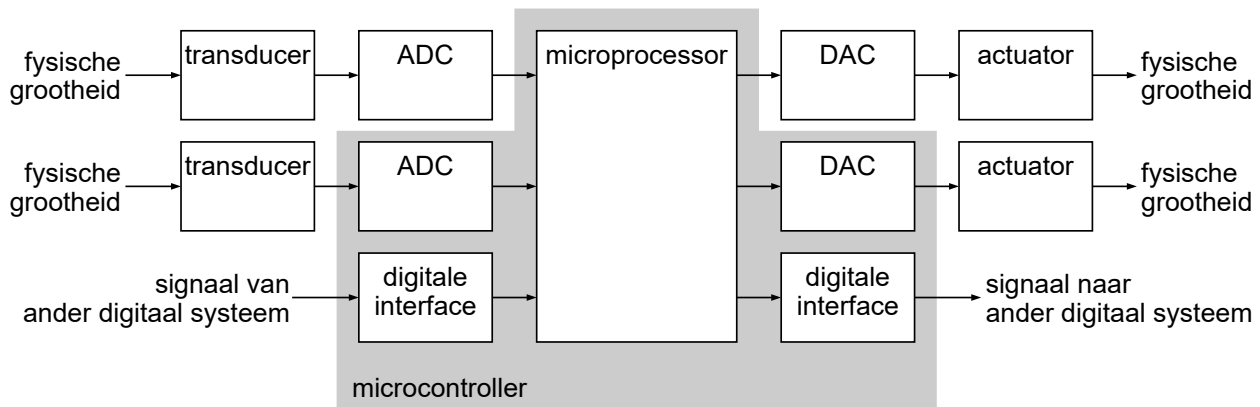 fysische
grootheid
transducer
ADC
microprocessor
DAC
actuator
fysische
grootheid
fysische
grootheid
transducer
ADC
DAC
actuator
fysische
grootheid
signaal van
ander digitaal systeem
digitale
interface
digitale
interface
signaal naar
ander digitaal systeem
microcontroller